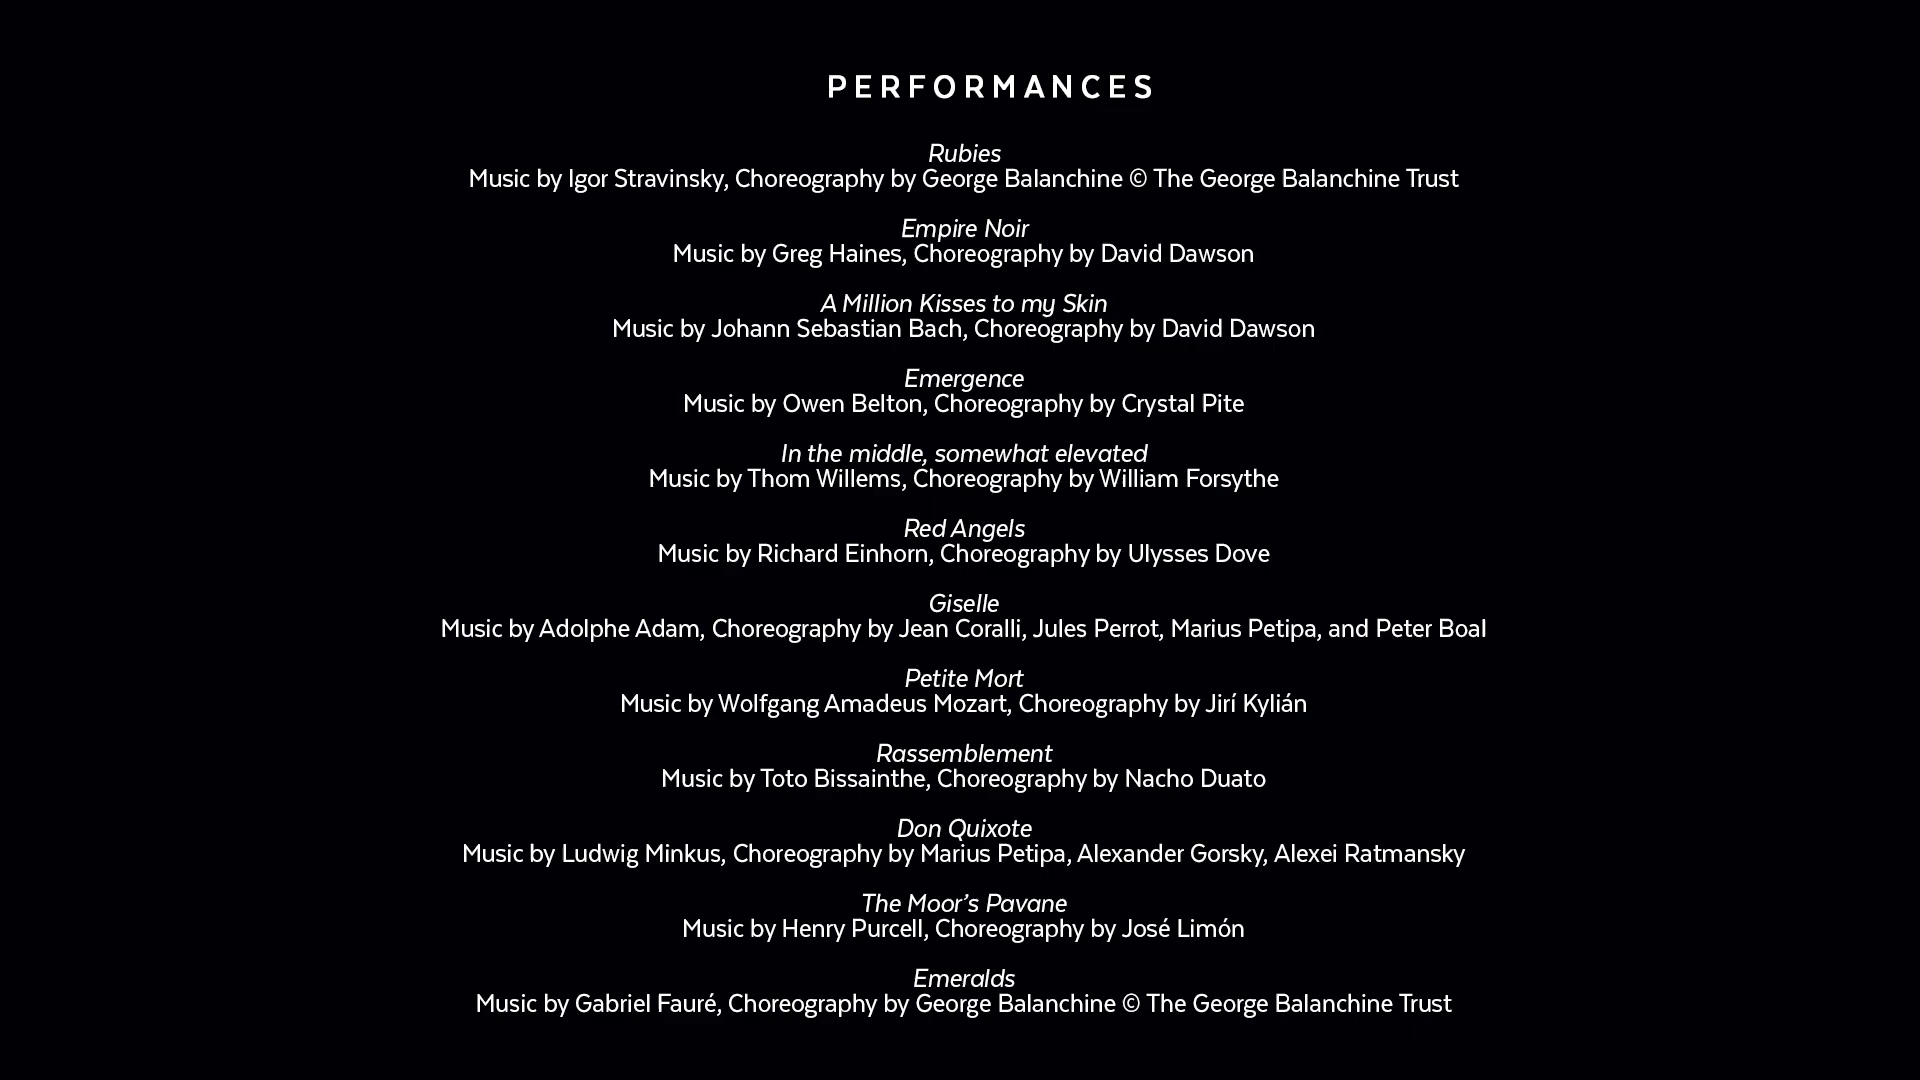 PERFORMANCES
Rubies
Music by Igor Stravinsky, Choreography by George Balanchine © The George Balanchine Trust
Empire Noir
Music by Greg Haines, Choreography by David Dawson
A Million Kisses to my Skin
Music by Johann Sebastian Bach, Choreography by David Dawson
Emergence
Music by Owen Belton, Choreography by Crystal Pite
In the middle, somewhat elevated
Music by Thom Willems, Choreography by William Forsythe
Red Angels
Music by Richard Einhorn, Choreography by Ulysses Dove
Giselle
Music by Adolphe Adam, Choreography by Jean Coralli, Jules Perrot, Marius Petipa, and Peter Boal
Petite Mort
Music by Wolfgang Amadeus Mozart, Choreography by Jirí Kylián
Rassemblement
Music by Toto Bissainthe, Choreography by Nacho Duato
Don Quixote
Music by Ludwig Minkus, Choreography by Marius Petipa, Alexander Gorsky, Alexei Ratmansky
The Moor’s Pavane
Music by Henry Purcell, Choreography by José Limón
Emeralds
Music by Gabriel Fauré, Choreography by George Balanchine © The George Balanchine Trust